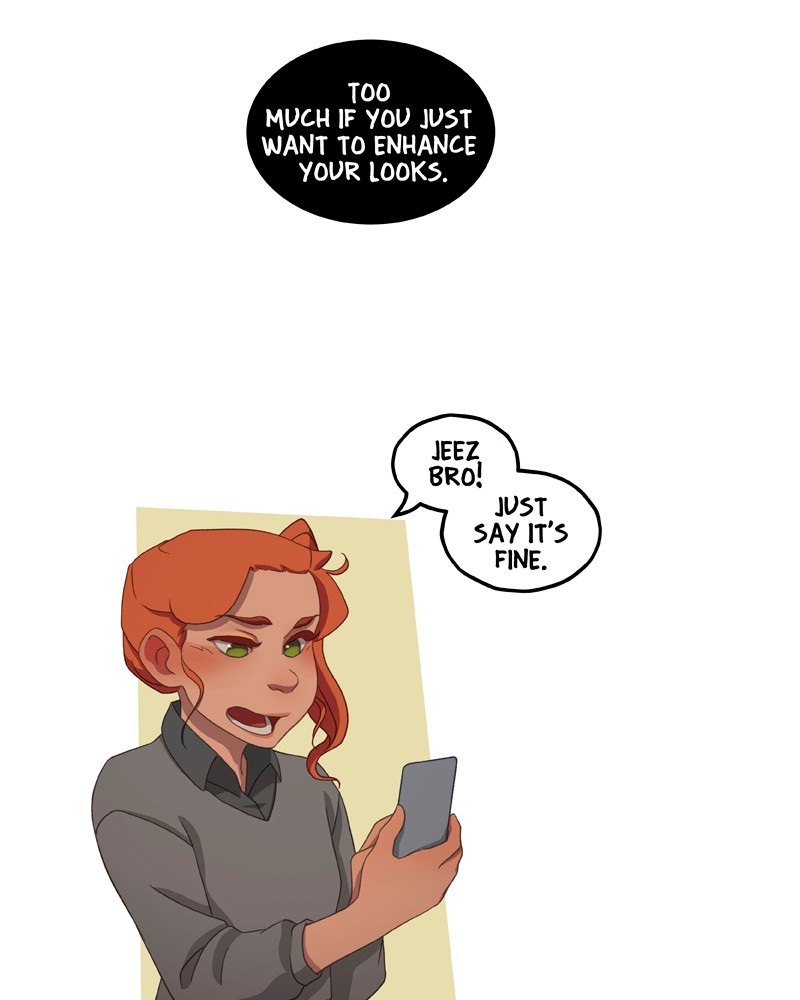 TOO
MUCH IF YOU JUST
WANT TO ENHANCE
YOUR LOOKS.
JEEZ
BRO!
JUST
SAY IT'S
FINE.